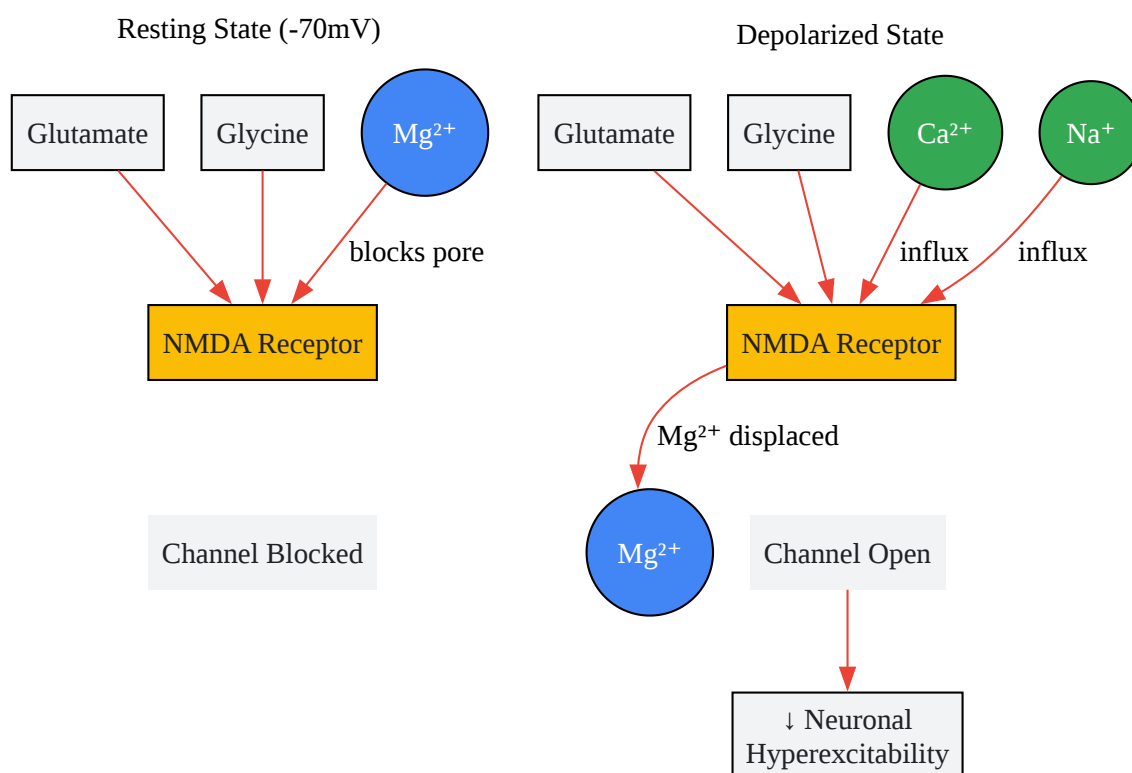 Resting State (-70mV)
Depolarized State
Glutamate
Glycine
Mg²⁺
Glutamate
Glycine
Ca²⁺
Na⁺
blocks pore
influx
influx
NMDA Receptor
NMDA Receptor
Mg²⁺ displaced
Channel Blocked
Mg²⁺
Channel Open
↓ Neuronal
Hyperexcitability